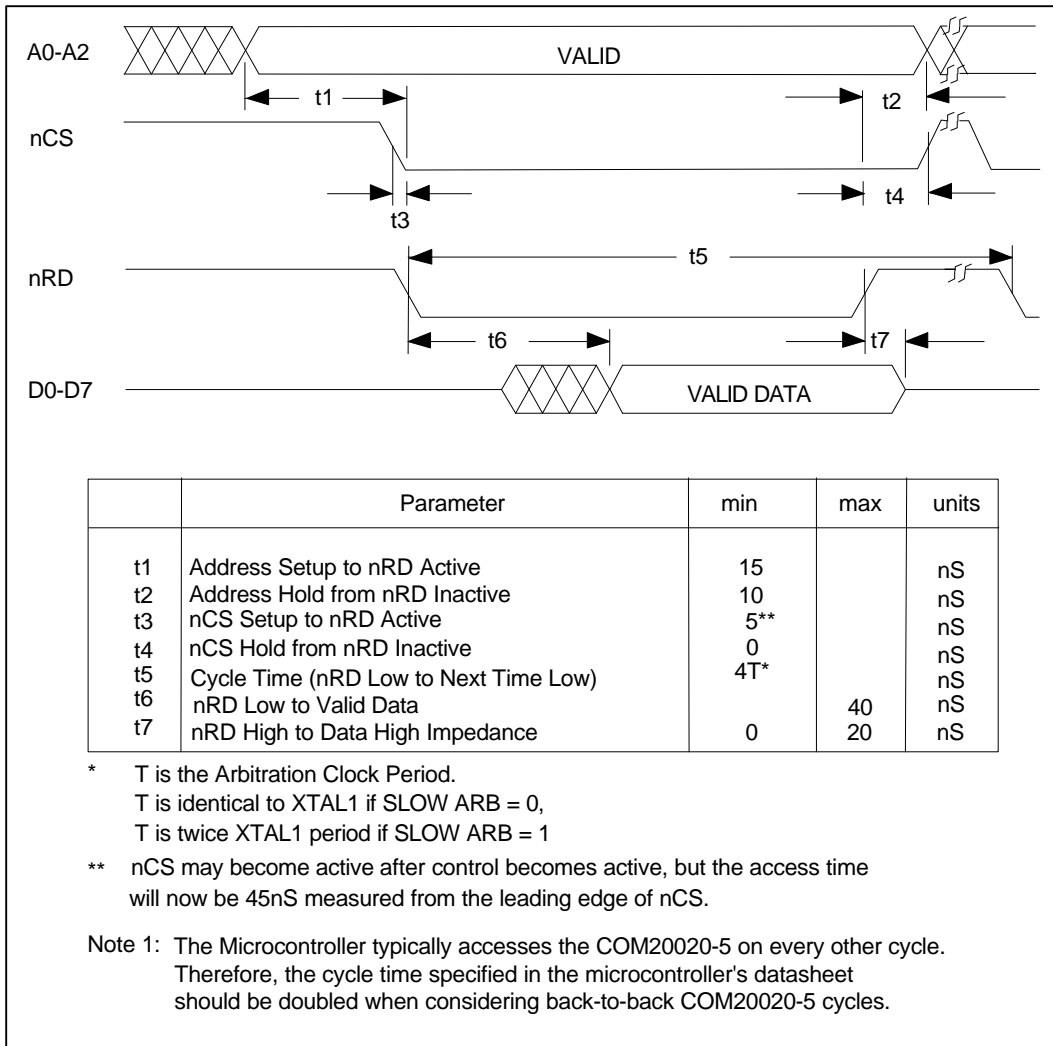 A0-A2
VALID
t1
t2
nCS
t3
t4
t5
nRD
t6
t7
D0-D7
VALID DATA
Parameter min max units
t1 Address Setup to nRD Active 15 nS
t2 Address Hold from nRD Inactive 10 nS
t3 nCS Setup to nRD Active 5** nS
t4 nCS Hold from nRD Inactive 0 nS
t5 Cycle Time (nRD Low to Next Time Low) 4T* nS
t6 nRD Low to Valid Data 40 nS
t7 nRD High to Data High Impedance 0 20 nS
* T is the Arbitration Clock Period.
T is identical to XTAL1 if SLOW ARB = 0,
T is twice XTAL1 period if SLOW ARB = 1
** nCS may become active after control becomes active, but the access time
will now be 45nS measured from the leading edge of nCS.
Note 1: The Microcontroller typically accesses the COM20020-5 on every other cycle.
Therefore, the cycle time specified in the microcontroller's datasheet
should be doubled when considering back-to-back COM20020-5 cycles.